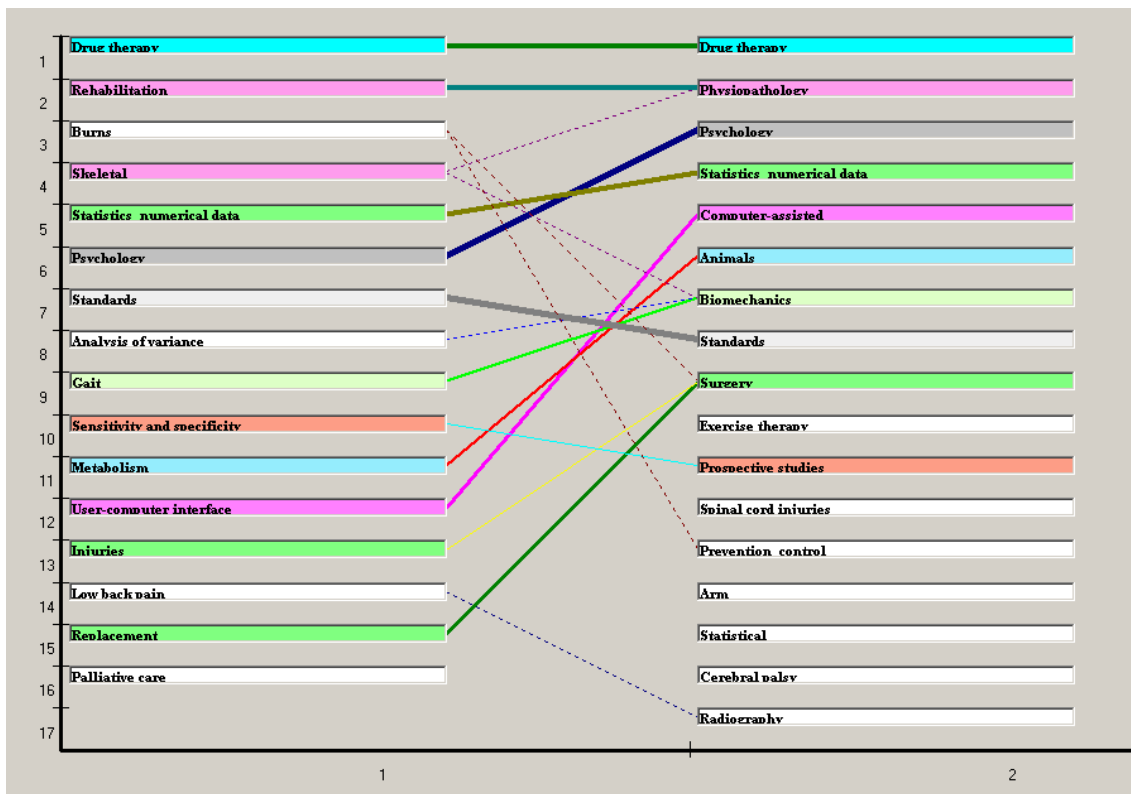 1 Drug therapy Drug therapy
2 Rehabilitation Physiopathology
3 Burns Psychology
4 Skeletal Statistics numerical data
5 Statistics numerical data Computer-assisted
6 Psychology Animals
7 Standards Biomechanics
8 Analysis of variance Standards
9 Gait Surgery
10 Sensitivity and specificity Exercise therapy
11 Metabolism Prospective studies
12 User-computer interface Spinal cord injuries
13 Injuries Prevention control
14 Low back pain Arm
15 Replacement Statistical
16 Palliative care Cerebral palsy
17 Radiography
1 2